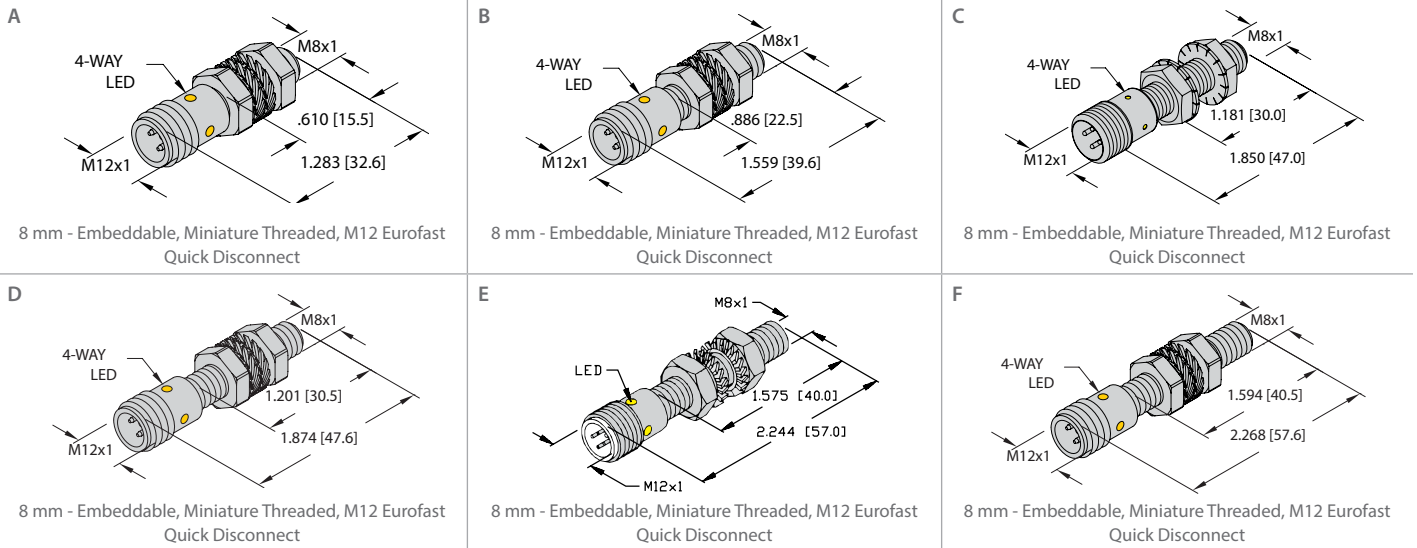 A
4-WAY
LED
M8x1
.610 [15.5]
1.283 [32.6]
M12x1
8 mm - Embeddable, Miniature Threaded, M12 Eurofast
Quick Disconnect
B
4-WAY
LED
M8x1
.886 [22.5]
1.559 [39.6]
M12x1
8 mm - Embeddable, Miniature Threaded, M12 Eurofast
Quick Disconnect
C
4-WAY
LED
M8x1
1.181 [30.0]
1.850 [47.0]
M12x1
8 mm - Embeddable, Miniature Threaded, M12 Eurofast
Quick Disconnect
D
4-WAY
LED
M8x1
1.201 [30.5]
1.874 [47.6]
M12x1
8 mm - Embeddable, Miniature Threaded, M12 Eurofast
Quick Disconnect
E
M8x1
LED
1.575 [40.0]
2.244 [57.0]
M12x1
8 mm - Embeddable, Miniature Threaded, M12 Eurofast
Quick Disconnect
F
4-WAY
LED
M8x1
1.594 [40.5]
2.268 [57.6]
M12x1
8 mm - Embeddable, Miniature Threaded, M12 Eurofast
Quick Disconnect